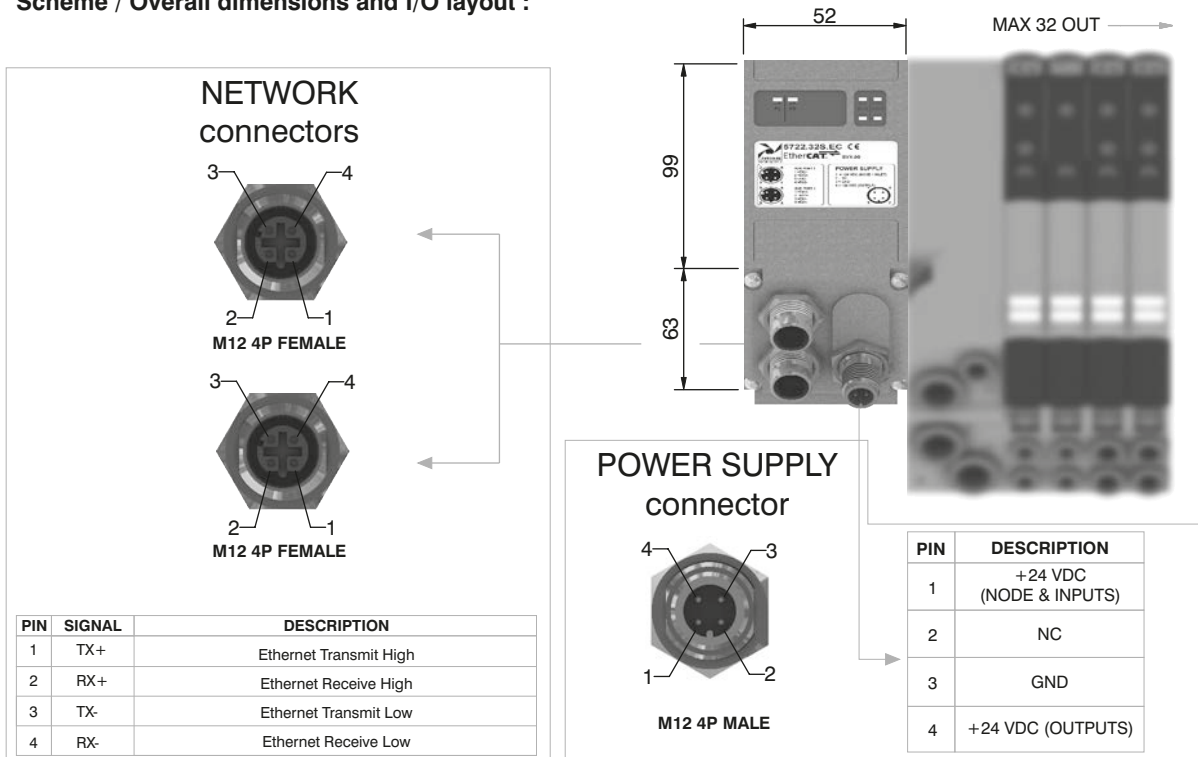 Scheme / Overall dimensions and I/O layout :
52
MAX 32 OUT
NETWORK
connectors
3
4
2
1
M12 4P FEMALE
3
4
2
1
M12 4P FEMALE
99
63
5722.32S.EC CE
EtherCAT
POWER SUPPLY
POWER SUPPLY
connector
4
3
1
2
M12 4P MALE
PIN SIGNAL DESCRIPTION
1 TX+ Ethernet Transmit High
2 RX+ Ethernet Receive High
3 TX- Ethernet Transmit Low
4 RX- Ethernet Receive Low
PIN DESCRIPTION
1 +24 VDC
(NODE & INPUTS)
2 NC
3 GND
4 +24 VDC (OUTPUTS)